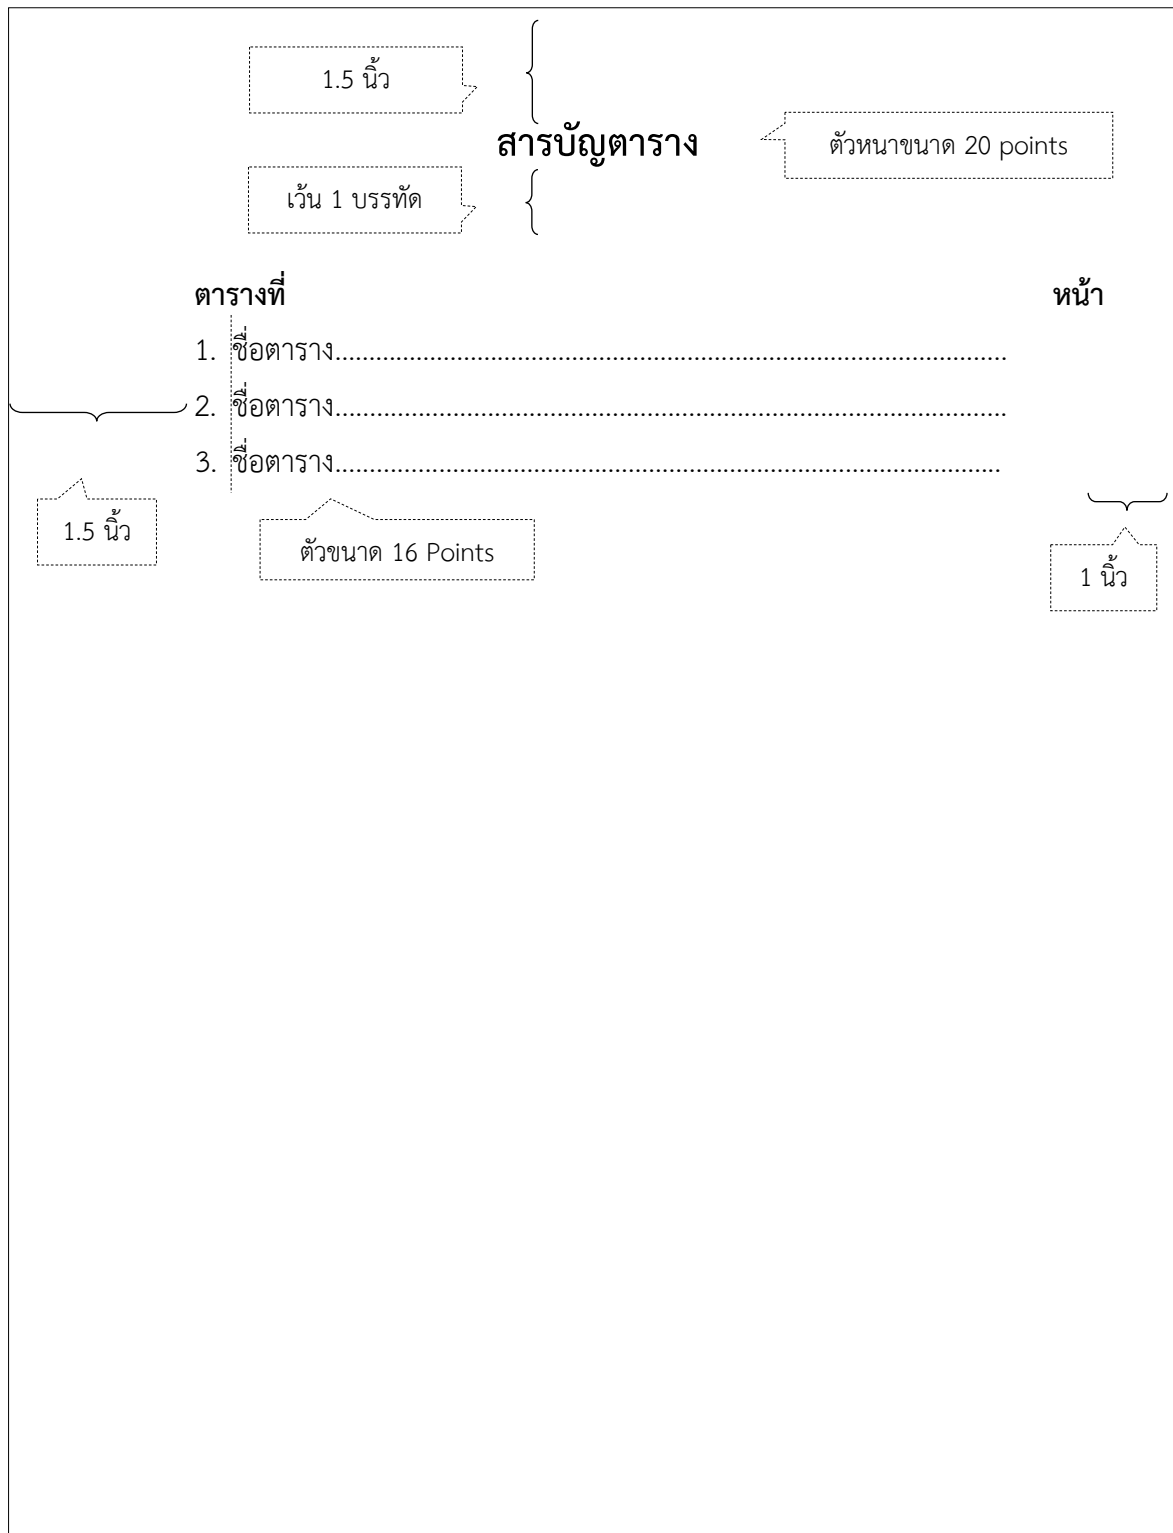 1.5 นิ้ว
สารบัญตาราง
ตัวหนาขนาด 20 points
เว้น 1 บรรทัด
ตารางที่ หน้า
1. ชื่อตาราง....................................................................................................
2. ชื่อตาราง....................................................................................................
3. ชื่อตาราง...................................................................................................
1.5 นิ้ว
ตัวขนาด 16 Points
1 นิ้ว